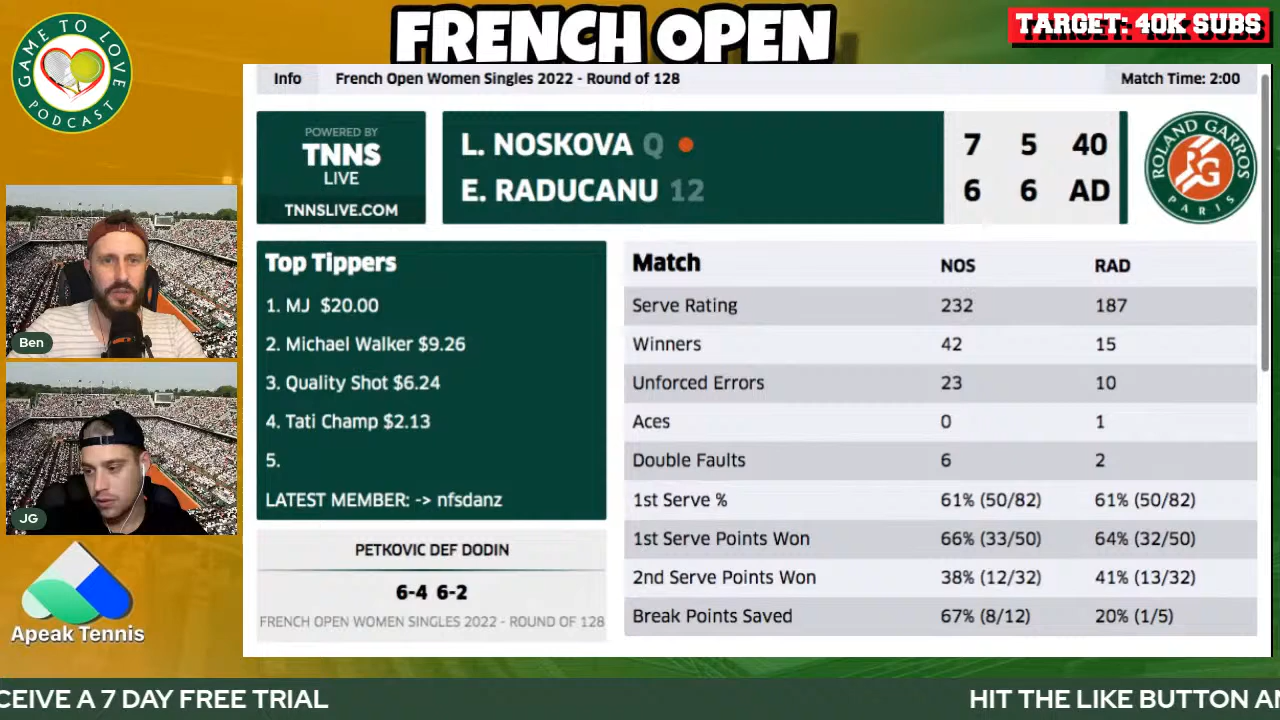 GAME TO LOVE
PODCAST
FRENCH OPEN
TARGET: 40K SUBS
Info French Open Women Singles 2022 - Round of 128 Match Time: 2:00
POWERED BY
TNNS
LIVE
TNNSLIVE.COM
L. NOSKOVA Q 7 5 40
E. RADUCANU 12 6 6 AD
ROLAND GARROS
RG
PARIS
Ben
JG
Top Tippers
1. MJ $20.00
2. Michael Walker $9.26
3. Quality Shot $6.24
4. Tati Champ $2.13
5.
LATEST MEMBER: -> nfsdanz
PETKOVIC DEF DODIN
6-4 6-2
FRENCH OPEN WOMEN SINGLES 2022 - ROUND OF 128
Match NOS RAD
Serve Rating 232 187
Winners 42 15
Unforced Errors 23 10
Aces 0 1
Double Faults 6 2
1st Serve % 61% (50/82) 61% (50/82)
1st Serve Points Won 66% (33/50) 64% (32/50)
2nd Serve Points Won 38% (12/32) 41% (13/32)
Break Points Saved 67% (8/12) 20% (1/5)
Apeak Tennis
CEIVE A 7 DAY FREE TRIAL HIT THE LIKE BUTTON AN